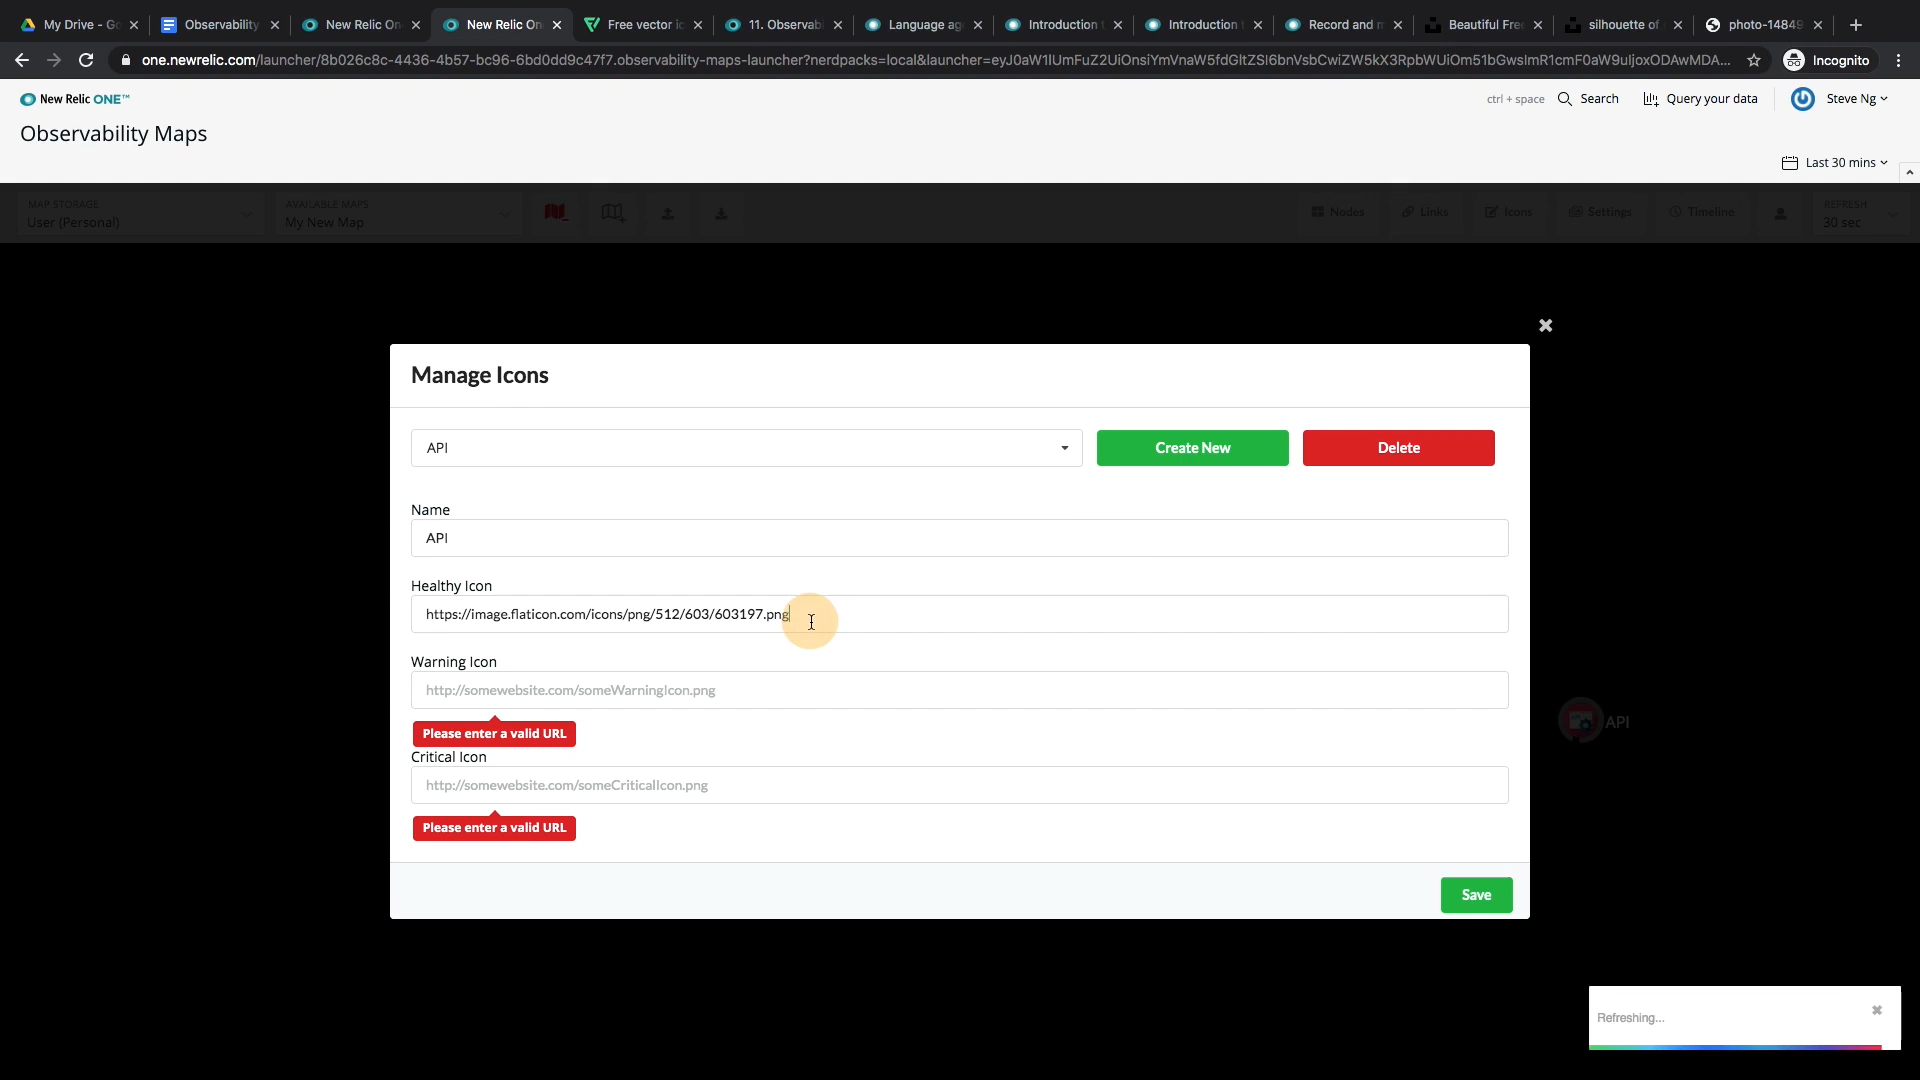 My Drive - Go
Observability
New Relic On
New Relic On
Free vector ic
11. Observab
Language ag
Introduction t
Introduction t
Record and m
Beautiful Free
silhouette of
photo-14849
one.newrelic.com/launcher/8b026c8c-4436-4b57-bc96-6bd0dd9c47f7.observability-maps-launcher?nerdpacks=local&launcher=eyJ0aW1lUmFuZ2UiOnsiYmVnaW5fdGltZSI6bnVsbCwiZW5kX3RpbWUiOm51bGwsImR1cmF0aW9uIjoxODAwMDA...
Incognito
New Relic ONE™
ctrl + space
Search
Query your data
Steve Ng
Observability Maps
Last 30 mins
MAP STORAGE
User (Personal)
AVAILABLE MAPS
My New Map
Nodes
Links
Icons
Settings
Timeline
REFRESH
30 sec
Manage Icons
API
Create New
Delete
Name
API
Healthy Icon
https://image.flaticon.com/icons/png/512/603/603197.png
Warning Icon
http://somewebsite.com/someWarningIcon.png
Please enter a valid URL
API
Critical Icon
http://somewebsite.com/someCriticalIcon.png
Please enter a valid URL
Save
Refreshing...